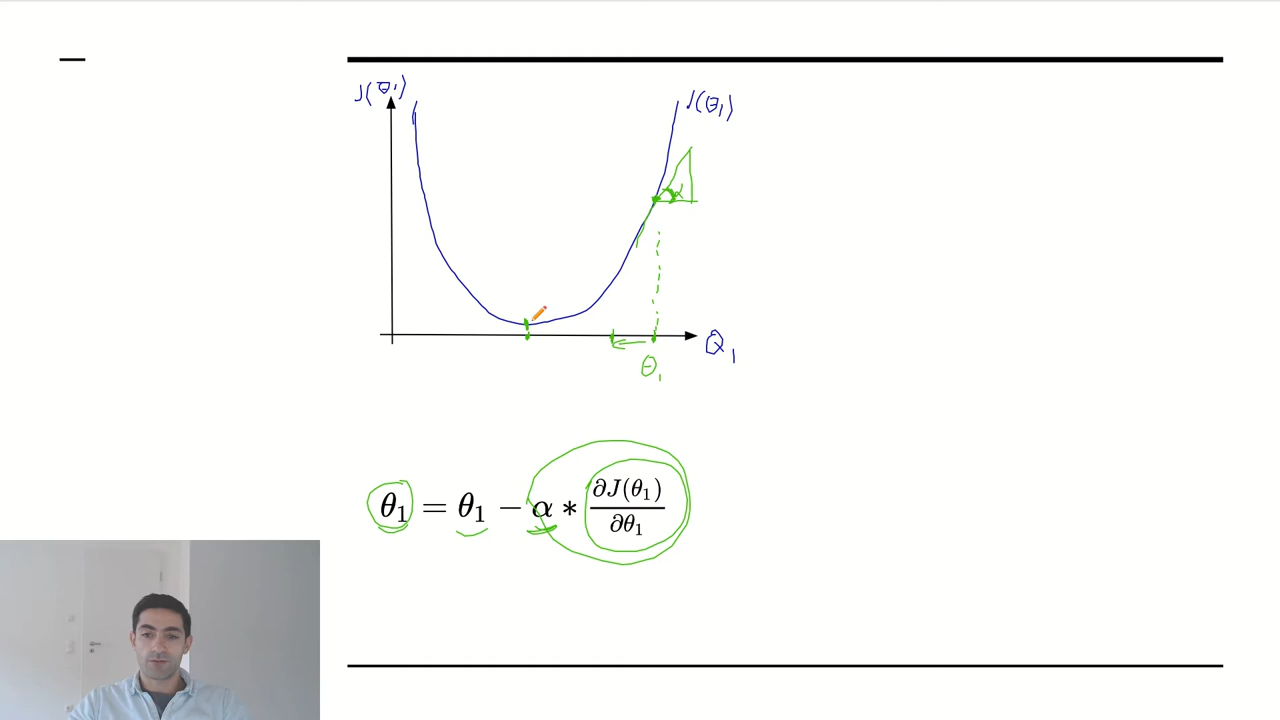 J(θ₁)
J(θ₁)
α
θ₁
θ₁
θ₁ = θ₁ − α * ∂J(θ₁)/∂θ₁